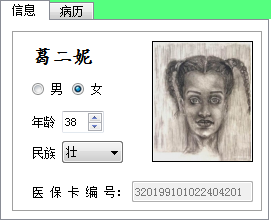 信息 病历
葛二妮
男 女
年龄 38
民族 壮
医保卡编号: 320199101022404201